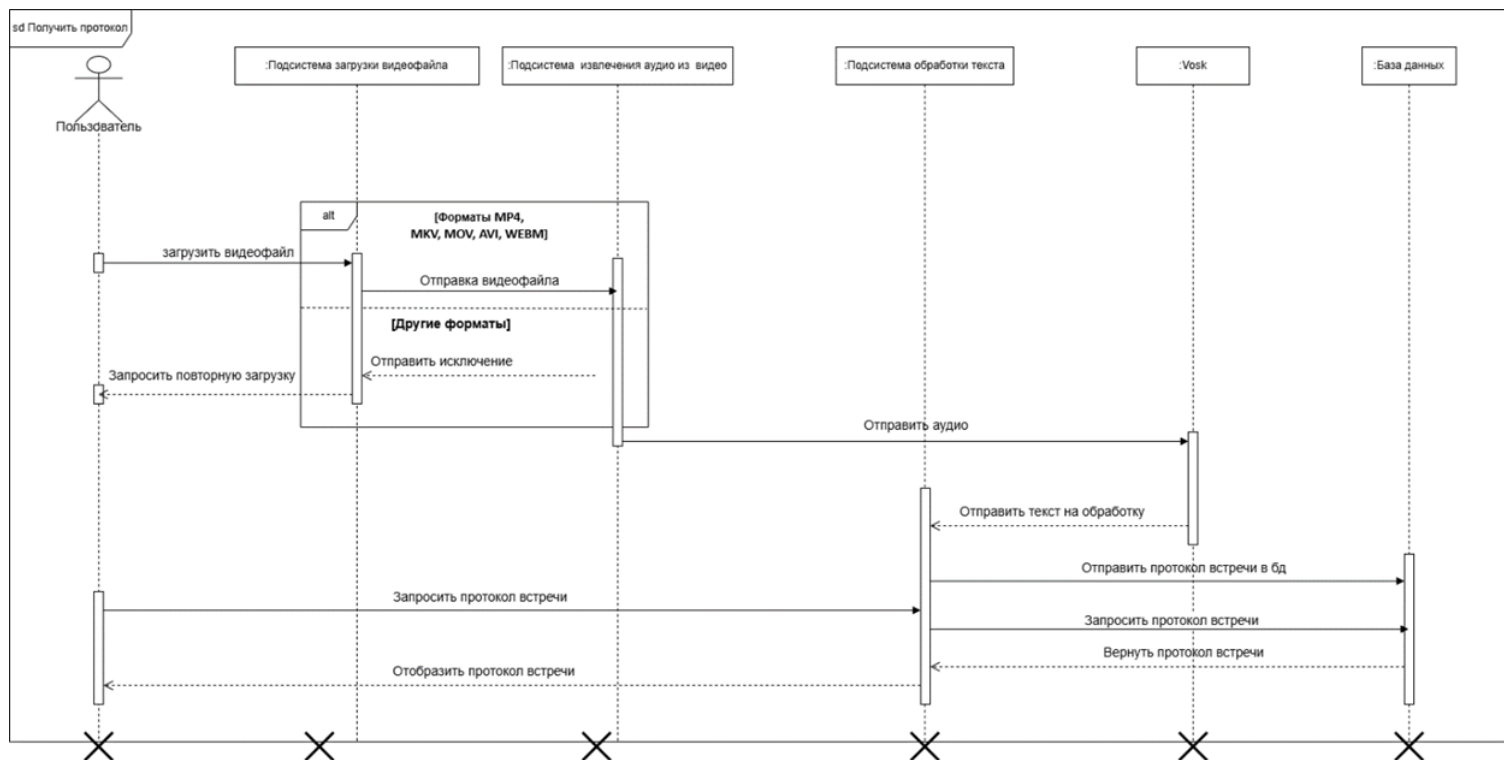 sd Получить протокол
:Подсистема загрузки видеофайла
:Подсистема извлечения аудио из видео
:Подсистема обработки текста
:Vosk
:База данных
Пользователь
alt
[Форматы MP4,
MKV, MOV, AVI, WEBM]
загрузить видеофайл
Отправка видеофайла
[Другие форматы]
Отправить исключение
Запросить повторную загрузку
Отправить аудио
Отправить текст на обработку
Отправить протокол встречи в бд
Запросить протокол встречи
Запросить протокол встречи
Вернуть протокол встречи
Отобразить протокол встречи